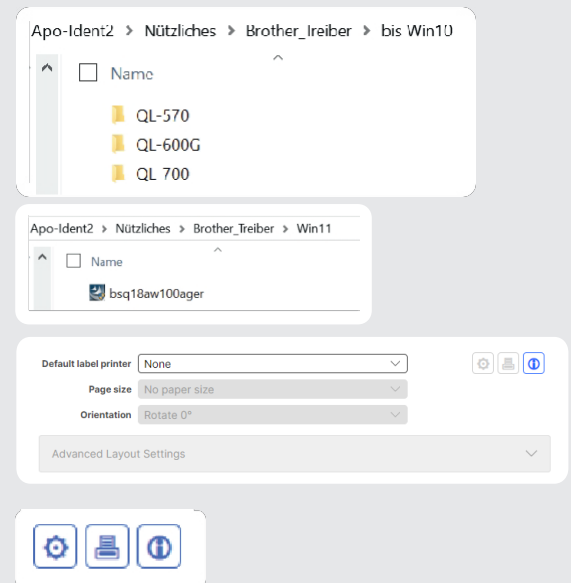 Apo-Ident2 > Nützliches > Brother_Treiber > bis Win10
Name
QL-570
QL-600G
QL 700
Apo-Ident2 > Nützliches > Brother_Treiber > Win11
Name
bsq18aw100ager
Default label printer None
Page size No paper size
Orientation Rotate 0°
Advanced Layout Settings